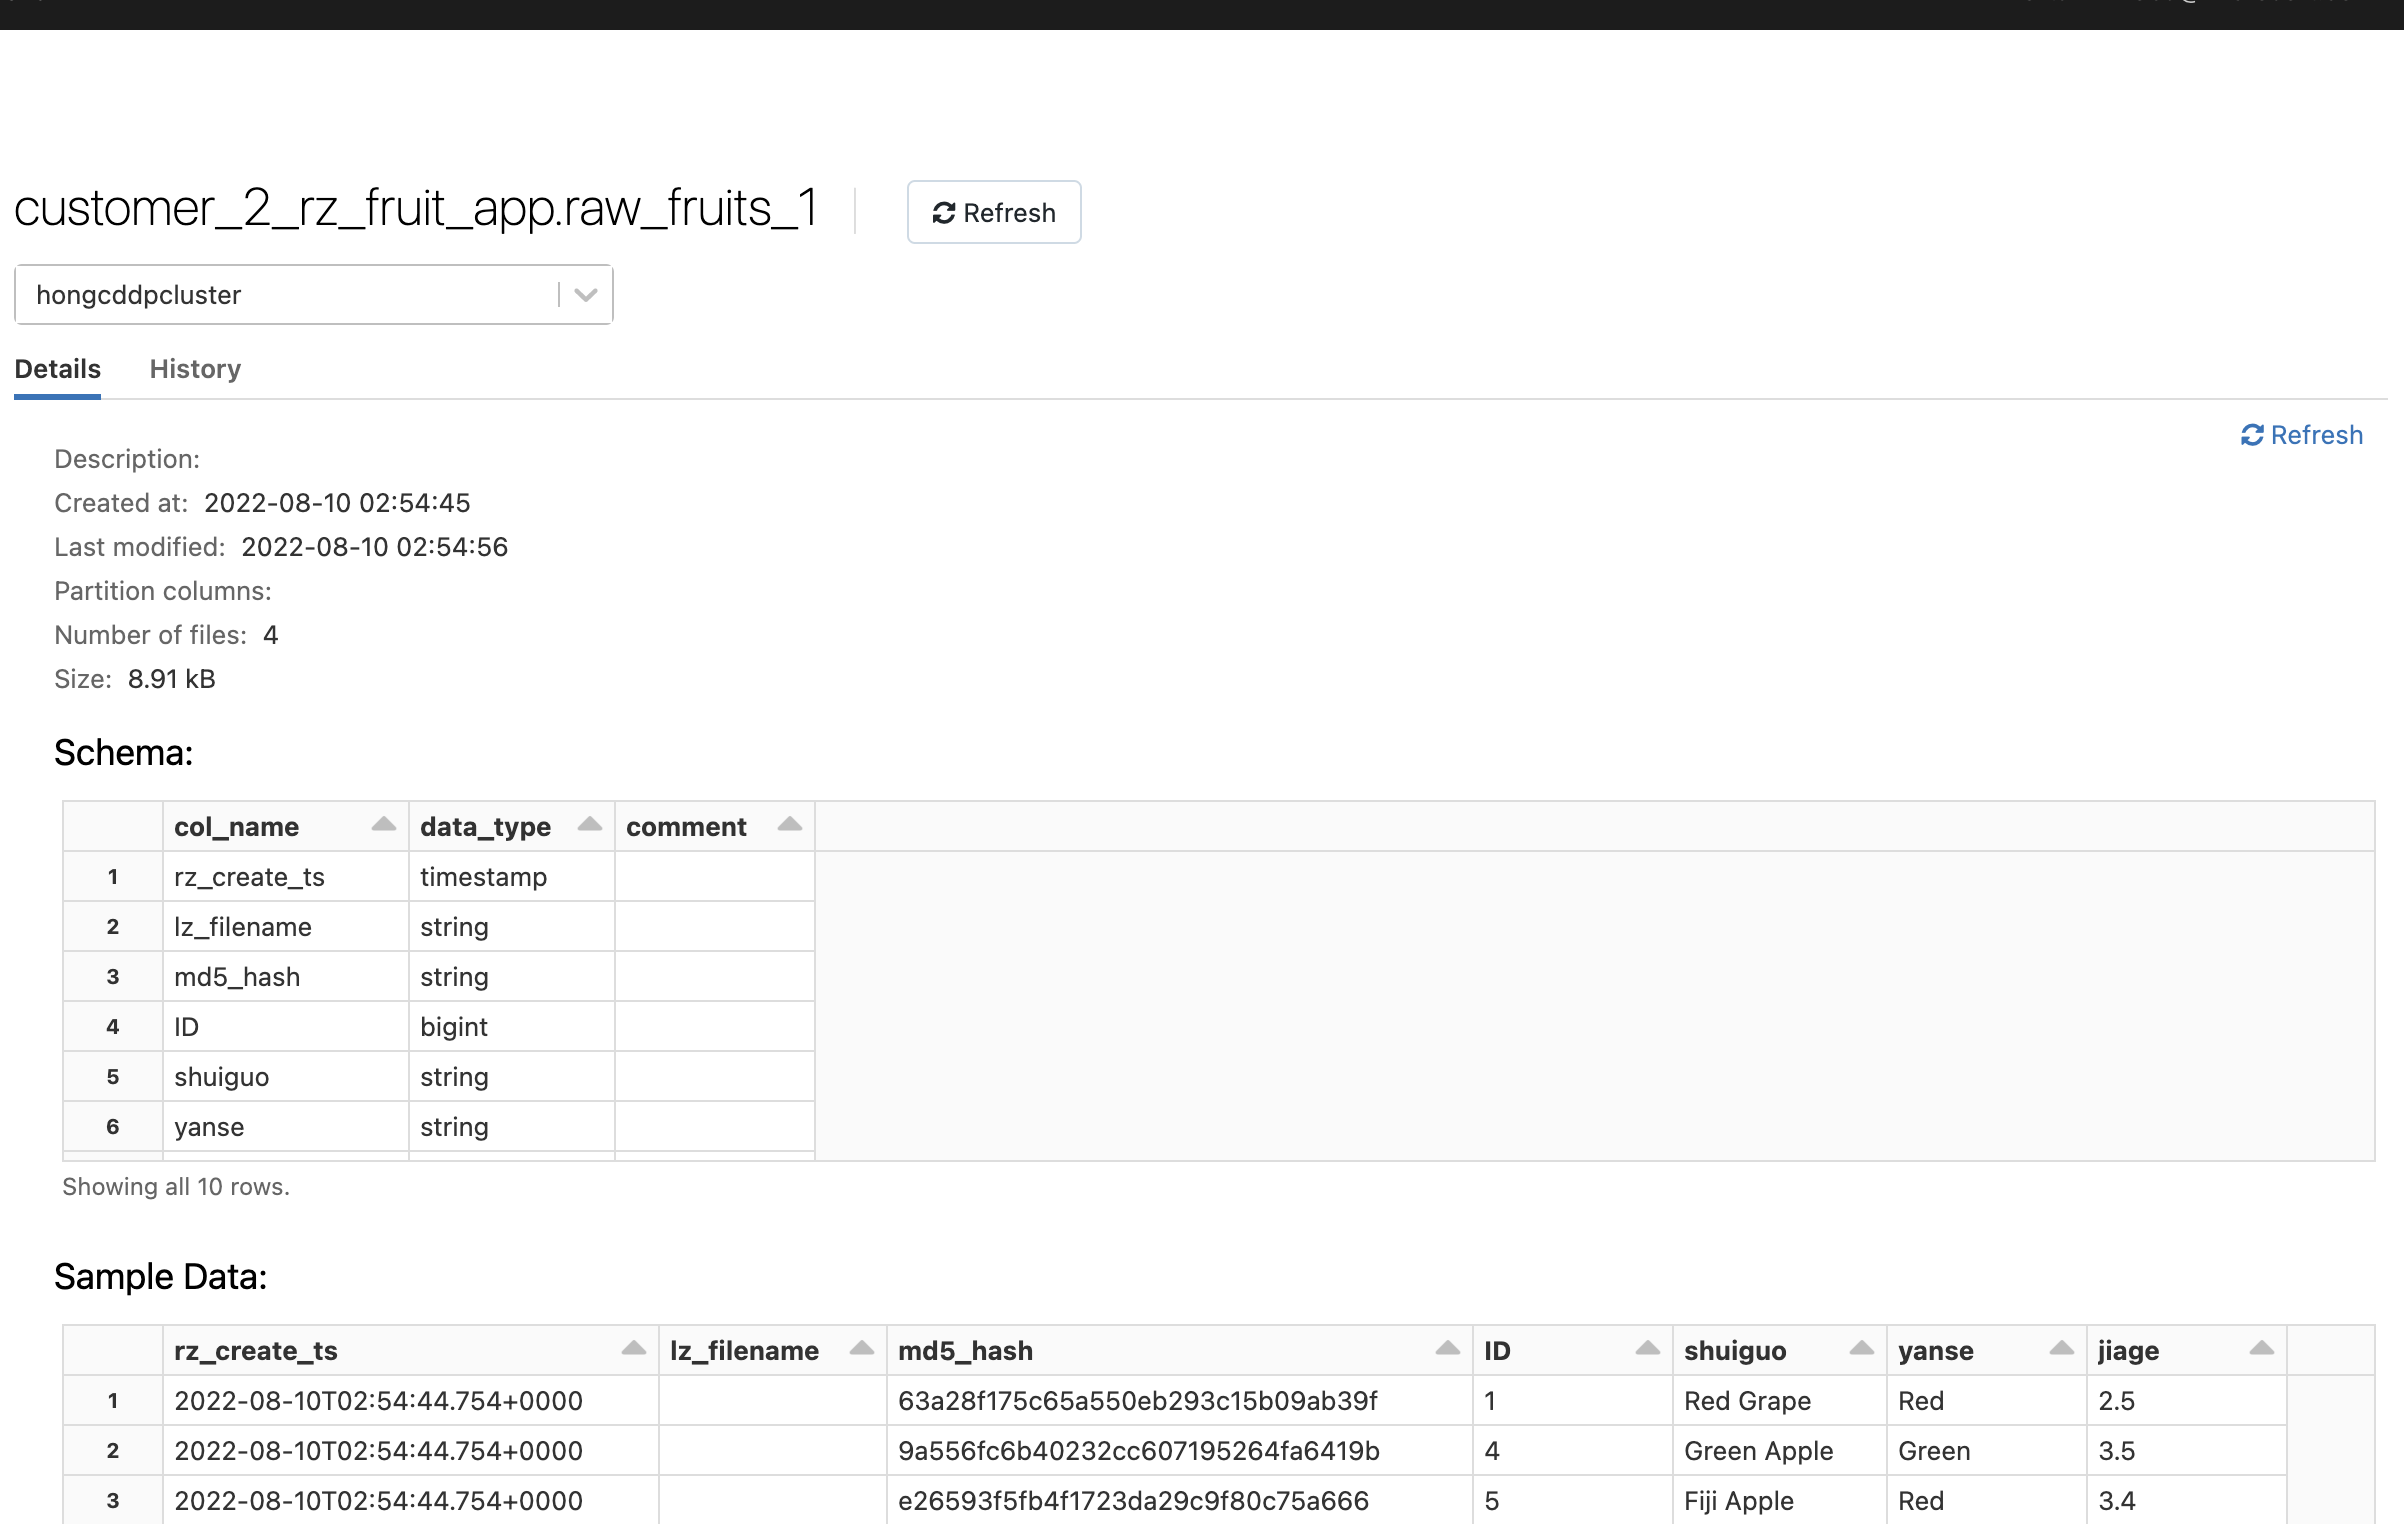 customer_2_rz_fruit_app.raw_fruits_1 Refresh
hongcddpcluster
Details History
Refresh
Description:
Created at: 2022-08-10 02:54:45
Last modified: 2022-08-10 02:54:56
Partition columns:
Number of files: 4
Size: 8.91 kB
Schema:
col_name data_type comment
1 rz_create_ts timestamp
2 lz_filename string
3 md5_hash string
4 ID bigint
5 shuiguo string
6 yanse string
Showing all 10 rows.
Sample Data:
rz_create_ts lz_filename md5_hash ID shuiguo yanse jiage
1 2022-08-10T02:54:44.754+0000 63a28f175c65a550eb293c15b09ab39f 1 Red Grape Red 2.5
2 2022-08-10T02:54:44.754+0000 9a556fc6b40232cc607195264fa6419b 4 Green Apple Green 3.5
3 2022-08-10T02:54:44.754+0000 e26593f5fb4f1723da29c9f80c75a666 5 Fiji Apple Red 3.4